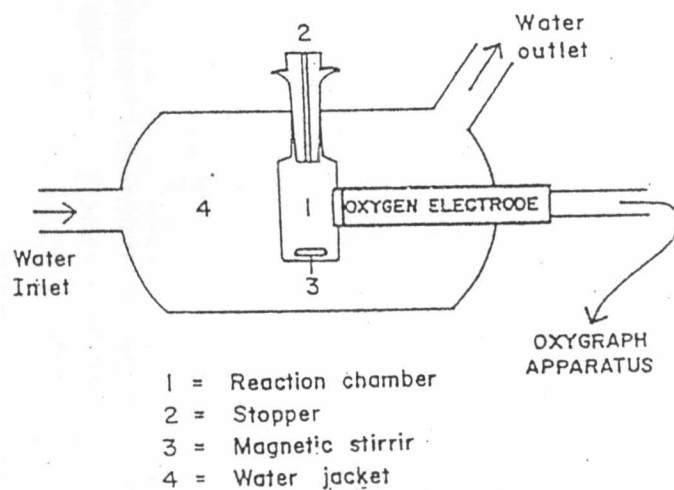 2
Water
outlet
4
1
OXYGEN ELECTRODE
Water
Inlet
3
OXYGRAPH
APPARATUS
1 = Reaction chamber
2 = Stopper
3 = Magnetic stirrir
4 = Water jacket